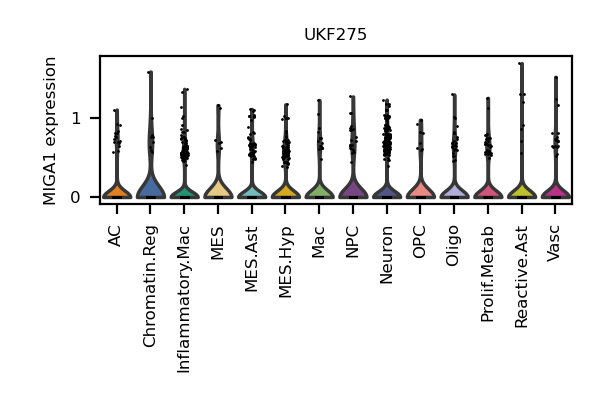 UKF275
MIGA1 expression
1
0
AC
Chromatin.Reg
Inflammatory.Mac
MES
MES.Ast
MES.Hyp
Mac
NPC
Neuron
OPC
Oligo
Prolif.Metab
Reactive.Ast
Vasc